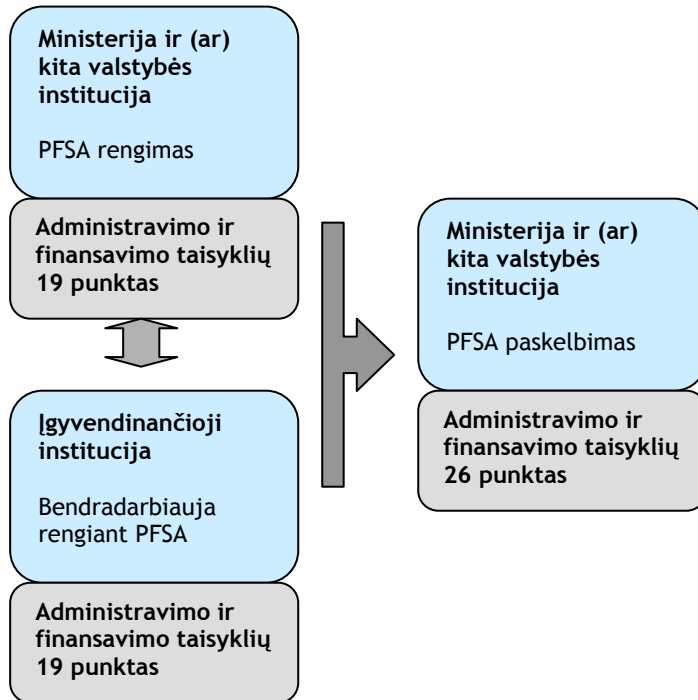 Ministerija ir (ar)
kita valstybės
institucija
PFSA rengimas
Administravimo ir
finansavimo taisyklių
19 punktas
Įgyvendinančioji
institucija
Bendradarbiauja
rengiant PFSA
Administravimo ir
finansavimo taisyklių
19 punktas
Ministerija ir (ar)
kita valstybės
institucija
PFSA paskelbimas
Administravimo ir
finansavimo taisyklių
26 punktas